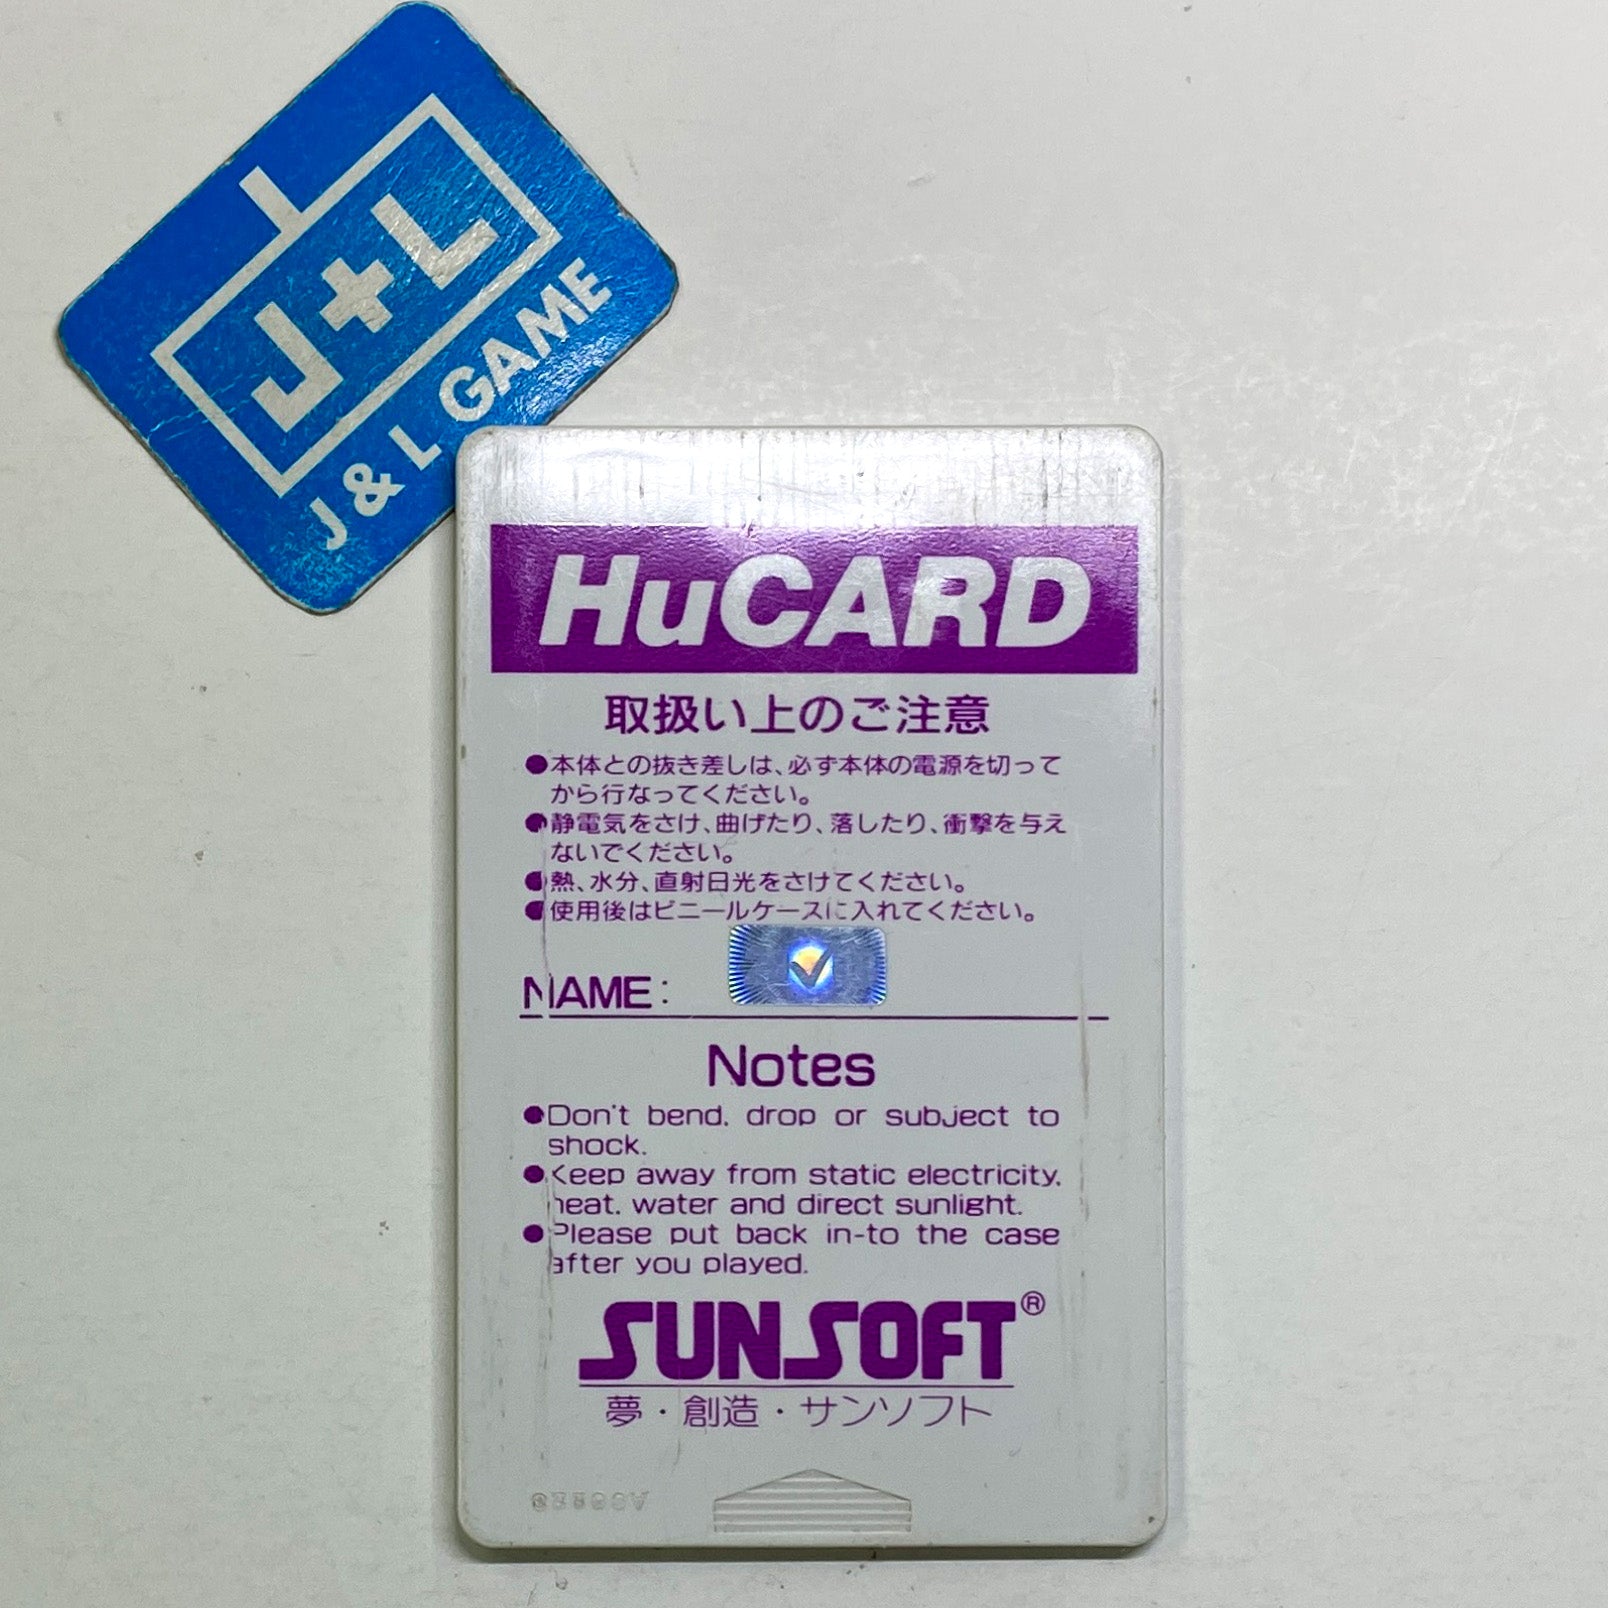 J+L
J & L GAME
HuCARD
取扱い上のご注意
●本体との抜き差しは、必ず本体の電源を切って
から行なってください。
●静電気をさけ、曲げたり、落したり、衝撃を与え
ないでください。
●熱、水分、直射日光をさけてください。
●使用後はビニールケースに入れてください。
NAME:
Notes
●Don't bend, drop or subject to
shock.
●Keep away from static electricity,
heat, water and direct sunlight.
●Please put back in-to the case
after you played.
SUNSOFT®
夢・創造・サンソフト